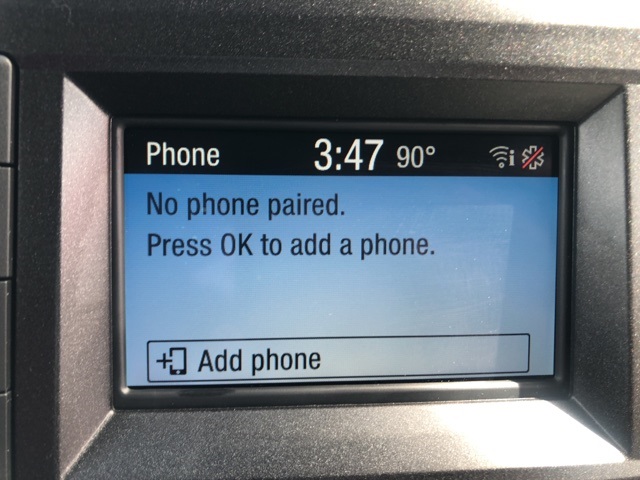 Phone 3:47 90° i
No phone paired.
Press OK to add a phone.
Add phone